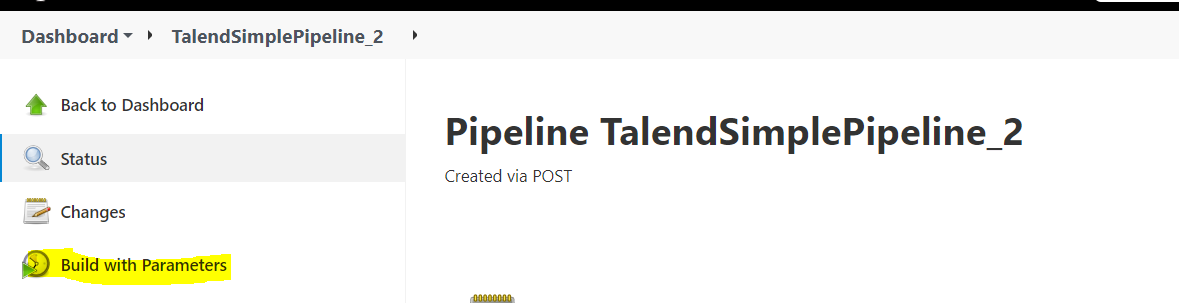 Dashboard
TalendSimplePipeline_2
Back to Dashboard
Status
Changes
Build with Parameters
Pipeline TalendSimplePipeline_2
Created via POST